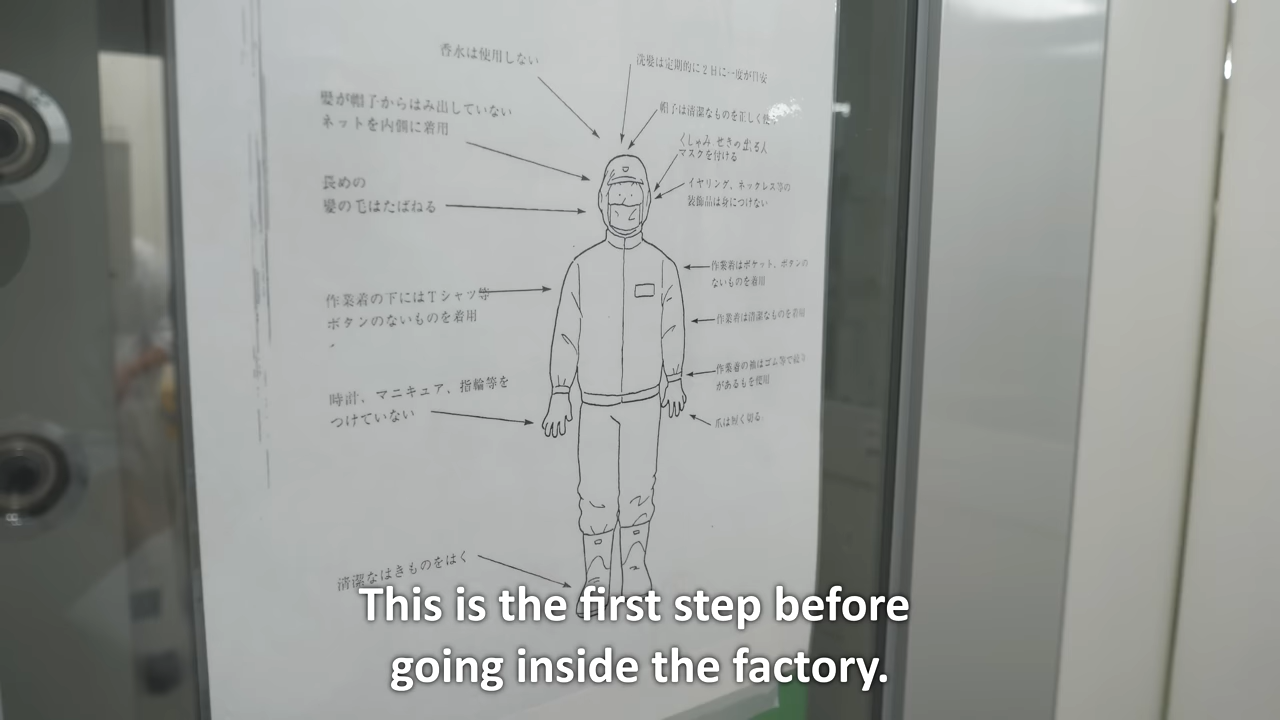 香水は使用しない
髪が帽子からはみ出していない
ネットを内側に着用
長めの
髪の毛はたばねる
作業着の下にはTシャツ等
ボタンのないものを着用
時計、マニキュア、指輪等を
つけていない
清潔なはきものをはく
洗髪は定期的に2日に一度が目安
帽子は清潔なものを正しく
くしゃみ せきの出る人
マスクを付ける
イヤリング、ネックレス等の
装飾品は身につけない
作業着はポケット、ボタンの
ないものを着用
作業着は清潔なものを着用
作業着の袖はゴム等で絞り
があるもを使用
爪は短く切る
This is the first step before
going inside the factory.